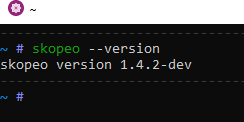 ~
~ # skopeo --version
skopeo version 1.4.2-dev
~ #